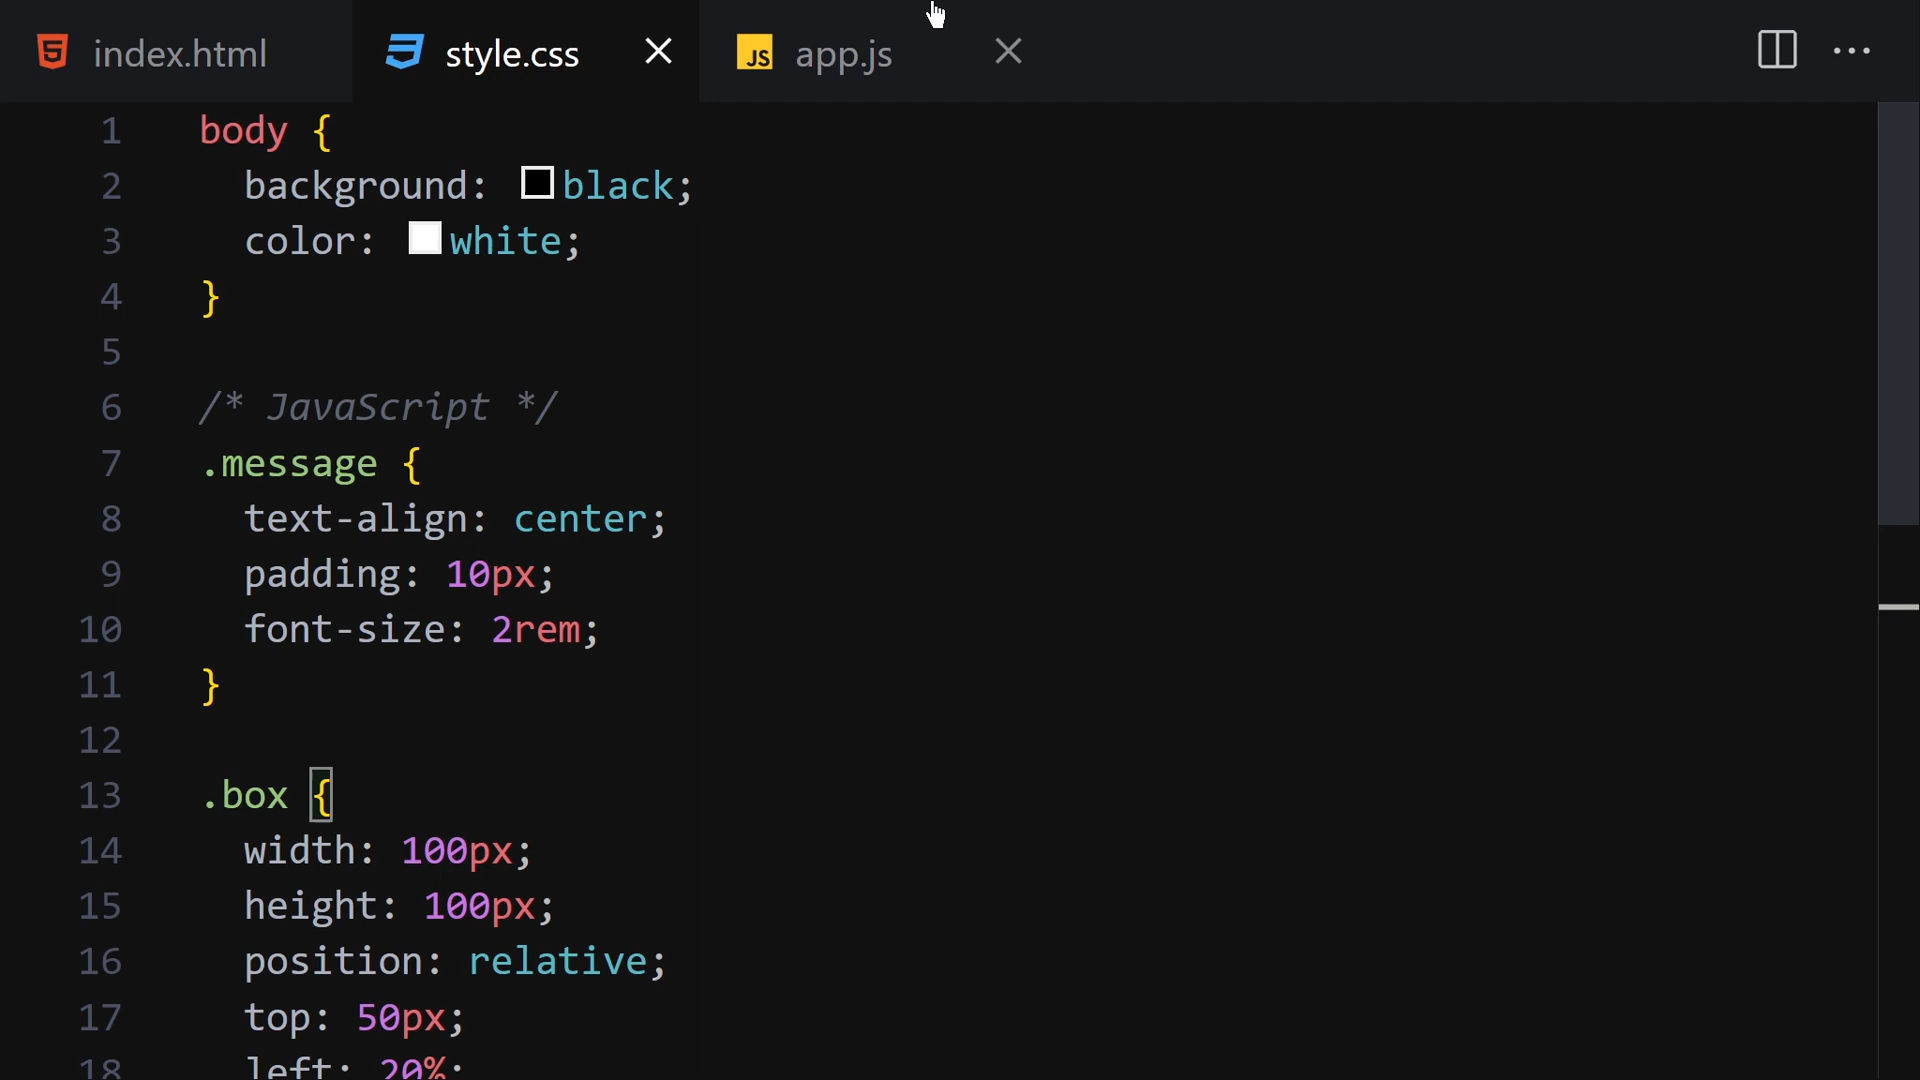 index.html style.css app.js
1 body {
2 background: black;
3 color: white;
4 }
5
6 /* JavaScript */
7 .message {
8 text-align: center;
9 padding: 10px;
10 font-size: 2rem;
11 }
12
13 .box {
14 width: 100px;
15 height: 100px;
16 position: relative;
17 top: 50px;
18 left: 20%;